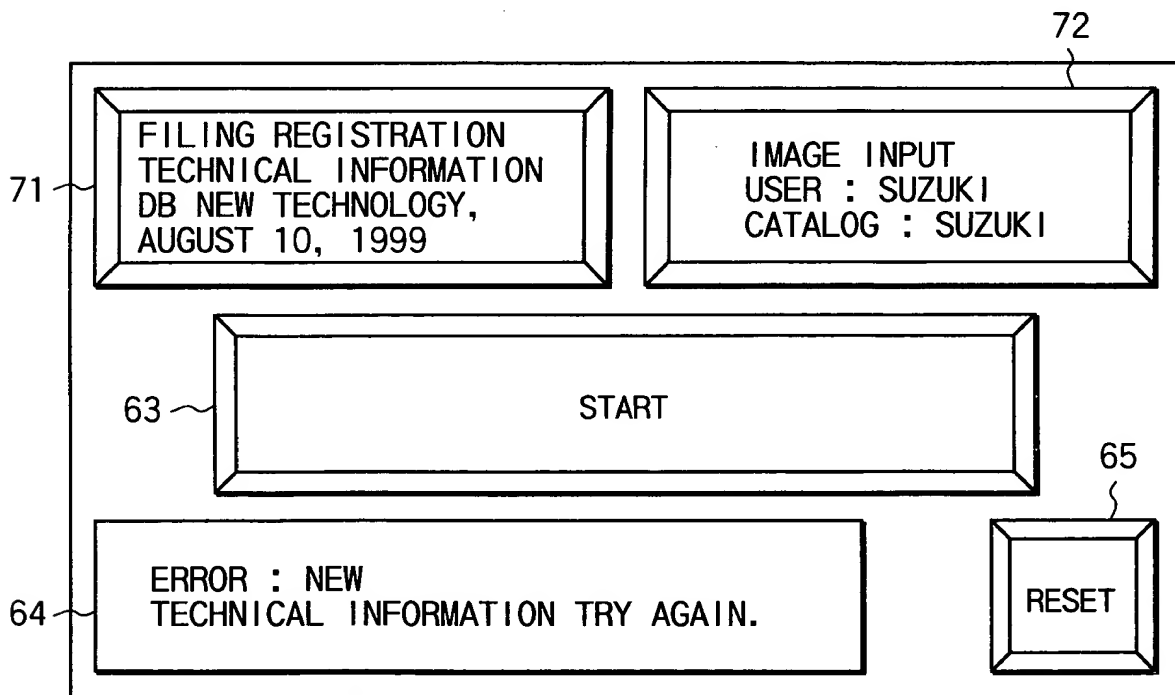 72
71
FILING REGISTRATION
TECHNICAL INFORMATION
DB NEW TECHNOLOGY,
AUGUST 10, 1999
IMAGE INPUT
USER : SUZUKI
CATALOG : SUZUKI
63
START
65
64
ERROR : NEW
TECHNICAL INFORMATION TRY AGAIN.
RESET